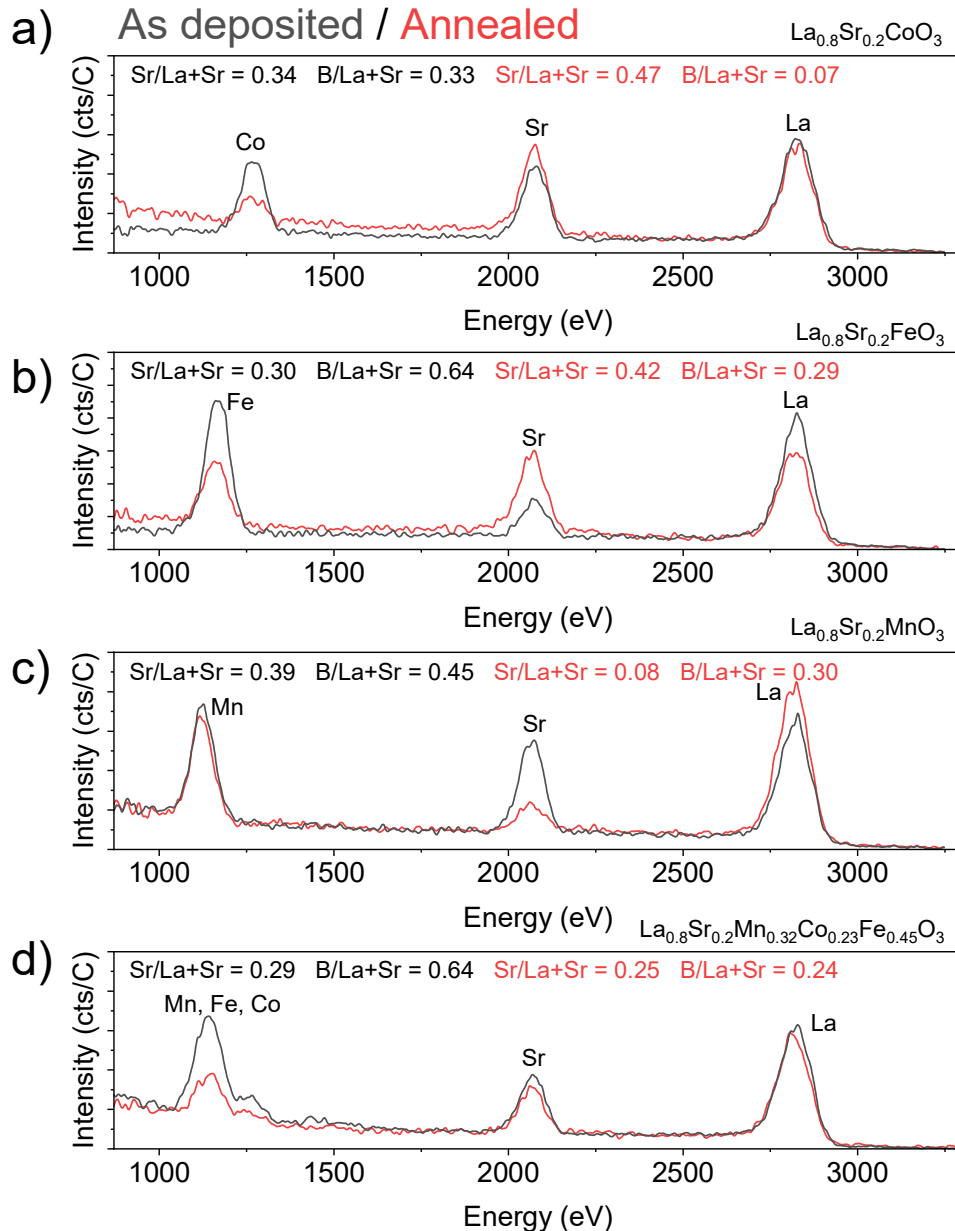 a) As deposited / Annealed
La₀.₈Sr₀.₂CoO₃
Sr/La+Sr = 0.34 B/La+Sr = 0.33 Sr/La+Sr = 0.47 B/La+Sr = 0.07
Co
Sr
La
Intensity (cts/C)
1000 1500 2000 2500 3000
Energy (eV)
La₀.₈Sr₀.₂FeO₃
b)
Sr/La+Sr = 0.30 B/La+Sr = 0.64 Sr/La+Sr = 0.42 B/La+Sr = 0.29
Fe
Sr
La
Intensity (cts/C)
1000 1500 2000 2500 3000
Energy (eV)
La₀.₈Sr₀.₂MnO₃
c)
Sr/La+Sr = 0.39 B/La+Sr = 0.45 Sr/La+Sr = 0.08 B/La+Sr = 0.30
Mn
Sr
La
Intensity (cts/C)
1000 1500 2000 2500 3000
Energy (eV)
La₀.₈Sr₀.₂Mn₀.₃₂Co₀.₂₃Fe₀.₄₅O₃
d)
Sr/La+Sr = 0.29 B/La+Sr = 0.64 Sr/La+Sr = 0.25 B/La+Sr = 0.24
Mn, Fe, Co
Sr
La
Intensity (cts/C)
1000 1500 2000 2500 3000
Energy (eV)